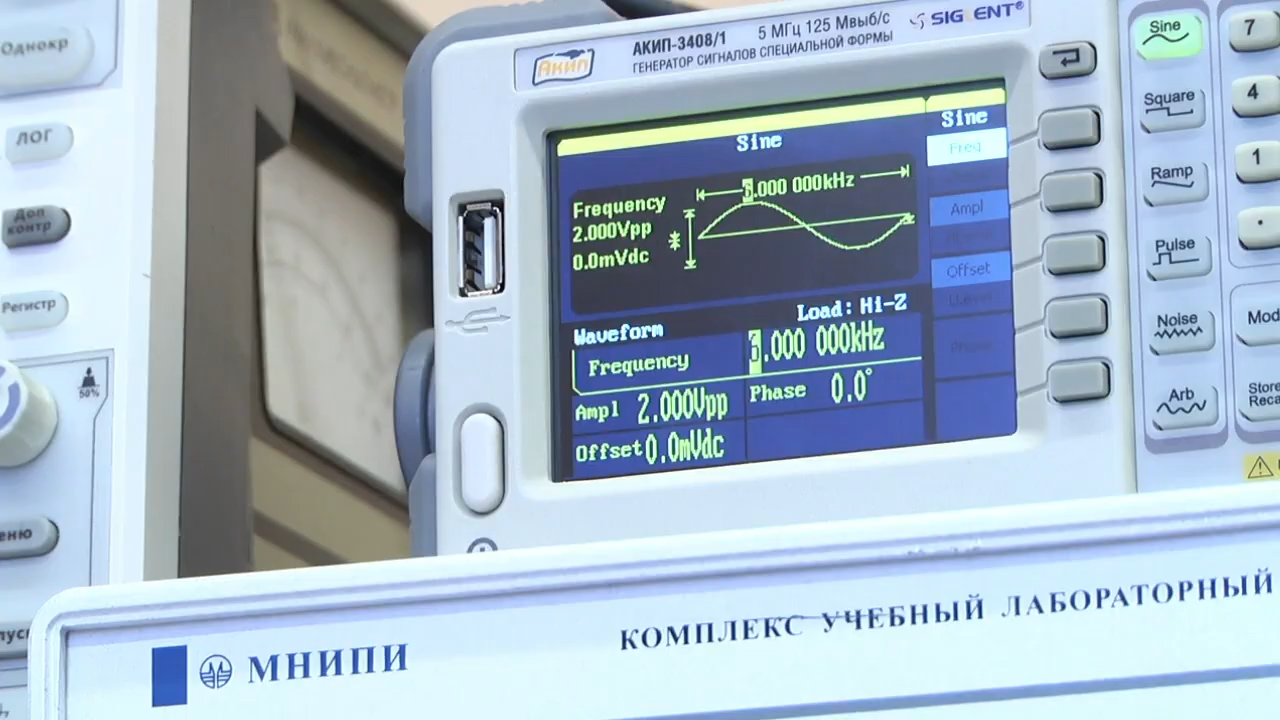 Однокр
ЛОГ
Доп
контр
Регистр
50%
еню
пуск
АКИП
АКИП-3408/1
5 МГц 125 Мвыб/с
ГЕНЕРАТОР СИГНАЛОВ СПЕЦИАЛЬНОЙ ФОРМЫ
SIGLENT®
Sine
Sine
Freq
Ampl
Offset
Phase
6.000 000kHz
Frequency
2.000Vpp
0.0mVdc
Load: Hi-Z
Waveform
Frequency
6.000 000kHz
Ampl 2.000Vpp
Phase 0.0°
Offset 0.0mVdc
Sine
Square
Ramp
Pulse
Noise
Arb
7
4
1
.
Mod
Store
Reca
МНИПИ
КОМПЛЕКС УЧЕБНЫЙ ЛАБОРАТОРНЫЙ